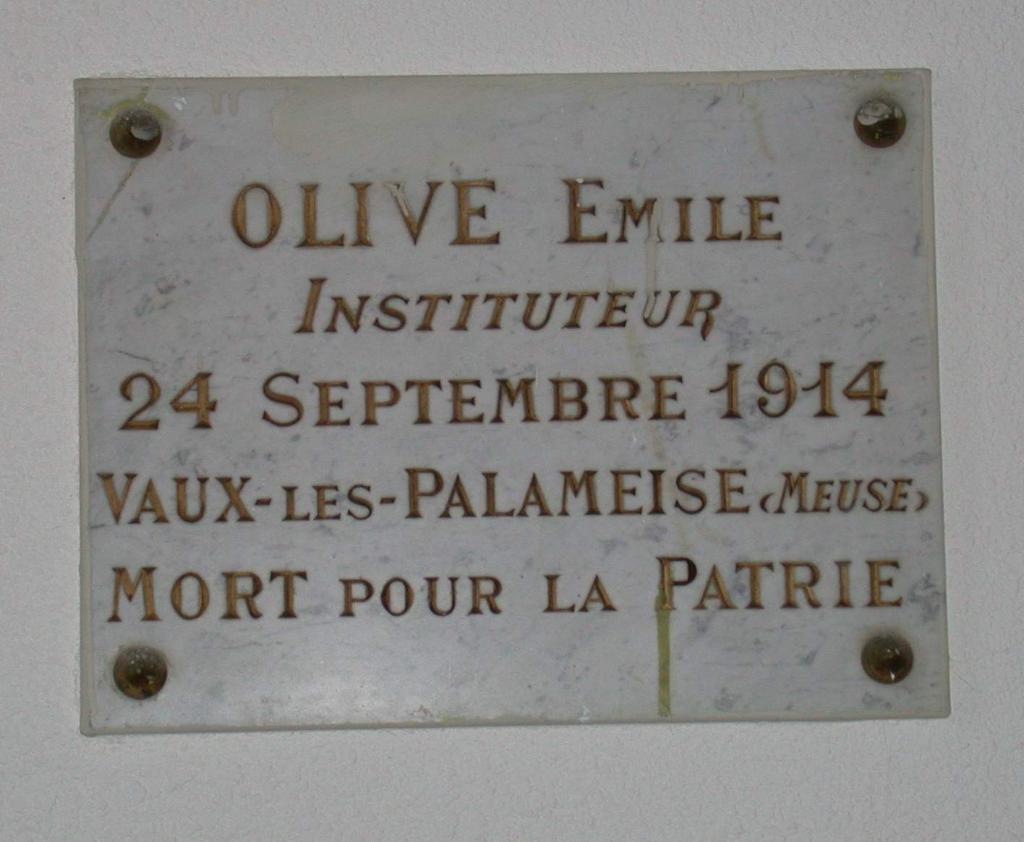 OLIVE EMILE
INSTITUTEUR
24 SEPTEMBRE 1914
VAUX-LES-PALAMEISE (MEUSE)
MORT POUR LA PATRIE